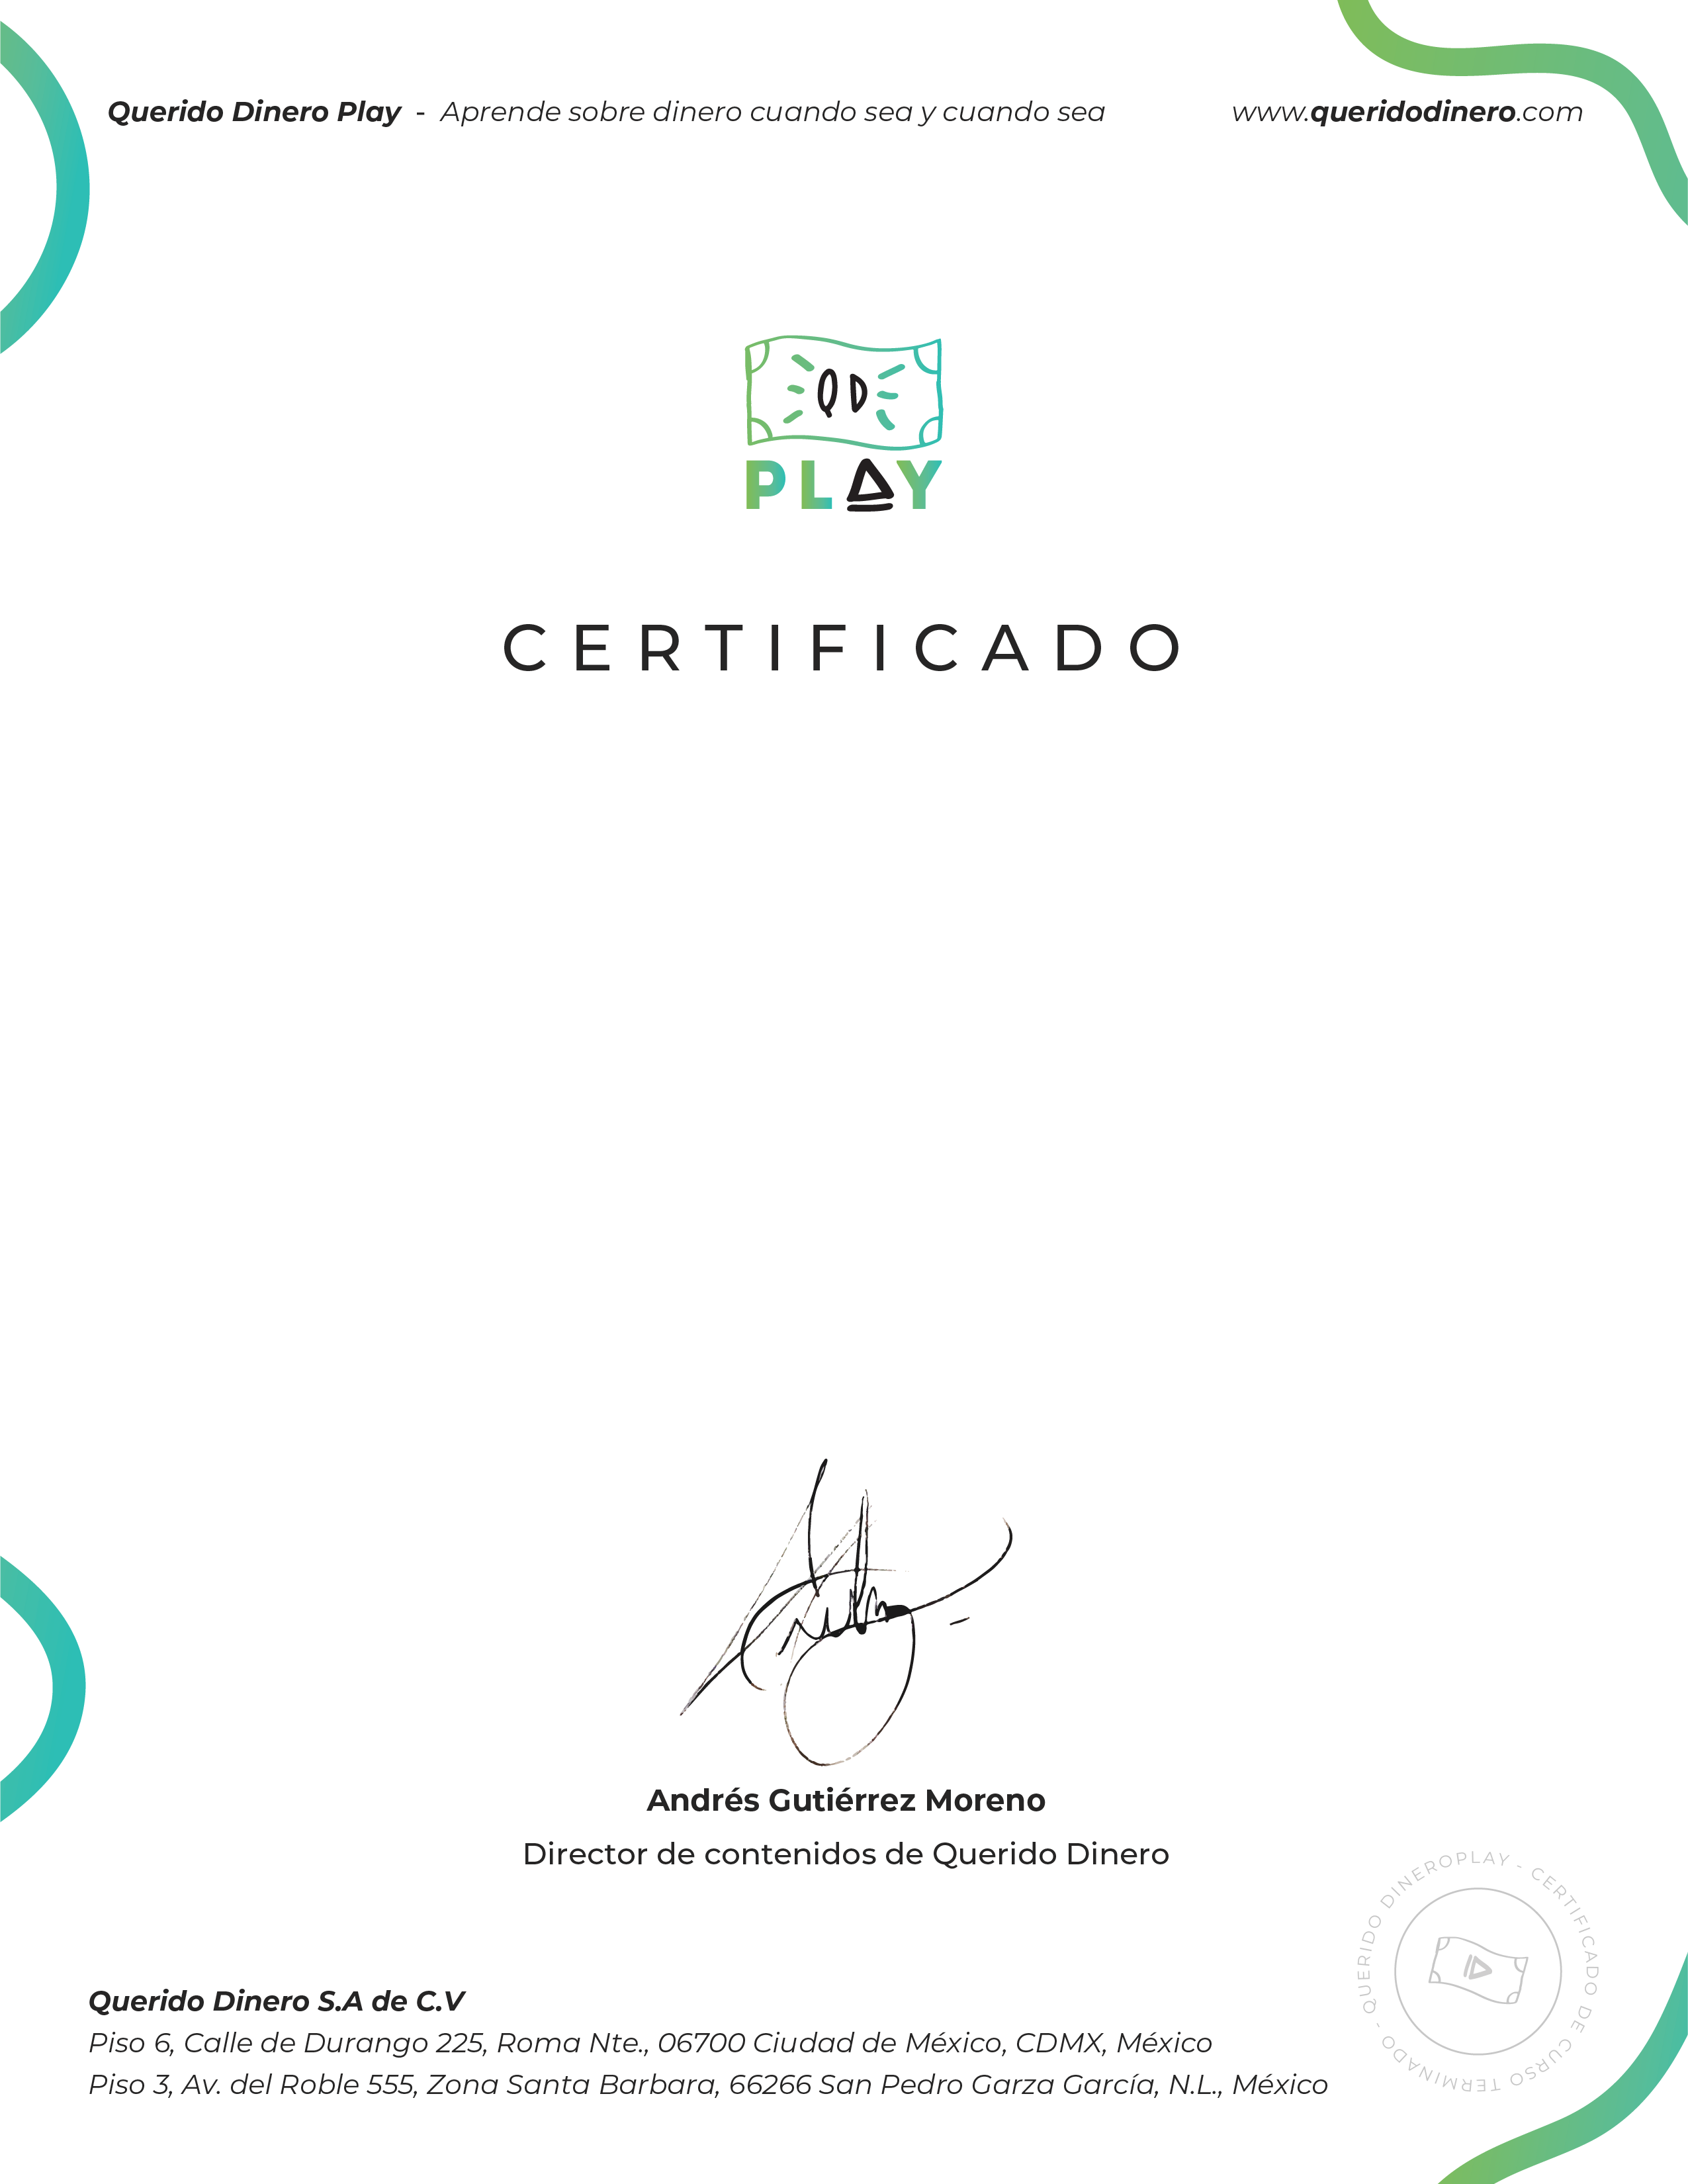 Querido Dinero Play - Aprende sobre dinero cuando sea y cuando sea
www.queridodinero.com
QD
PLAY
CERTIFICADO
Andrés Gutiérrez Moreno
Director de contenidos de Querido Dinero
QUERIDO DINEROPLAY - CERTIFICADO DE CURSO TERMINADO -
Querido Dinero S.A de C.V
Piso 6, Calle de Durango 225, Roma Nte., 06700 Ciudad de México, CDMX, México
Piso 3, Av. del Roble 555, Zona Santa Barbara, 66266 San Pedro Garza García, N.L., México